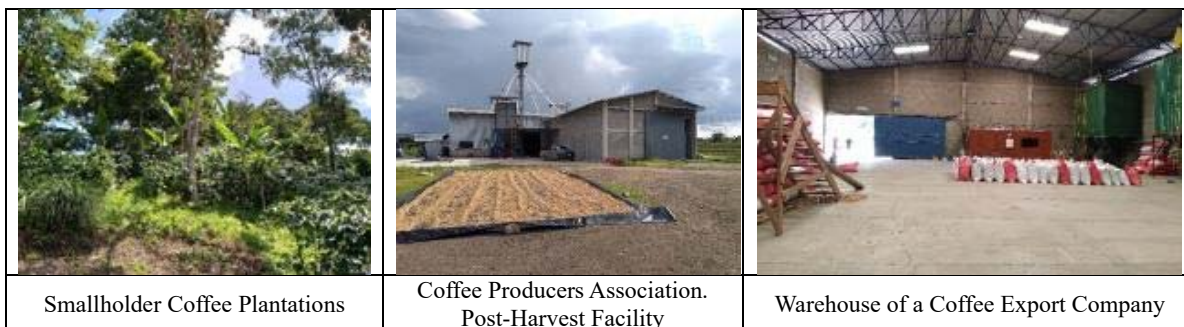 Smallholder Coffee Plantations
Coffee Producers Association.
Post-Harvest Facility
Warehouse of a Coffee Export Company